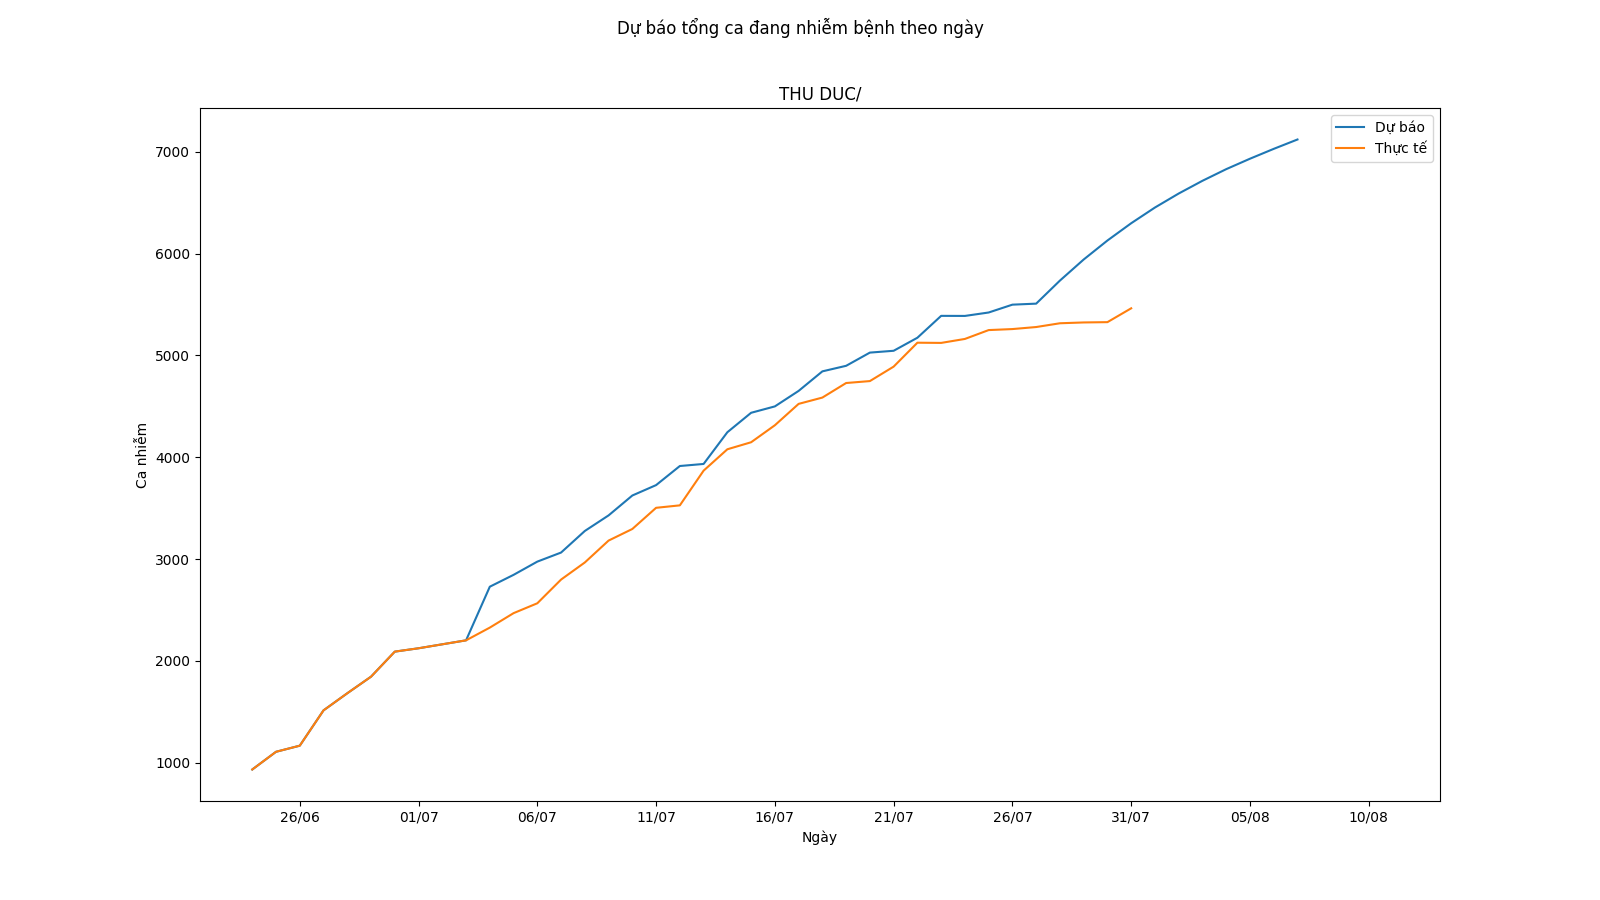 Dự báo tổng ca đang nhiễm bệnh theo ngày
THU DUC/
Dự báo
Thực tế
7000
6000
5000
4000
3000
2000
1000
Ca nhiễm
26/06 01/07 06/07 11/07 16/07 21/07 26/07 31/07 05/08 10/08
Ngày